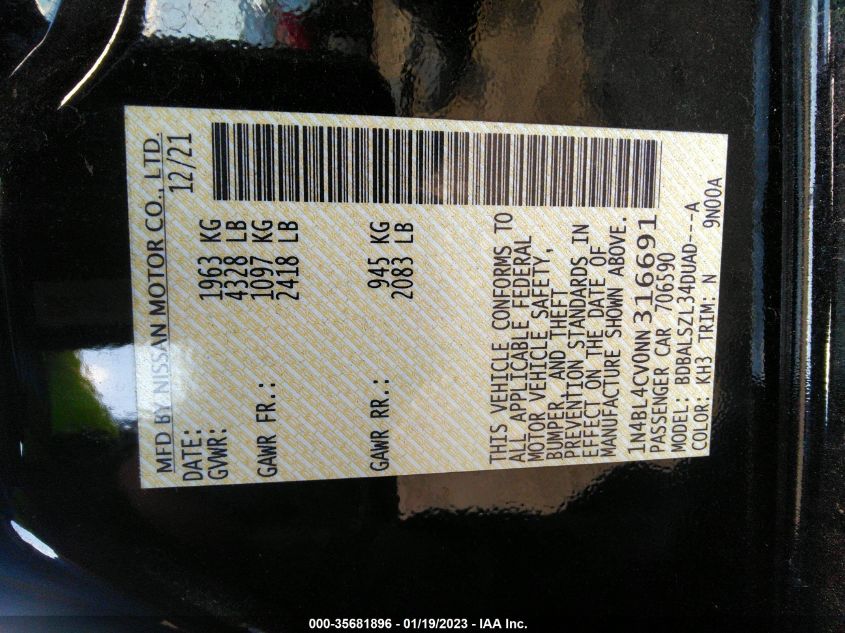 MFD BY NISSAN MOTOR CO., LTD.
DATE: 12/21
GVWR: 1963 KG
4328 LB
GAWR FR.: 1097 KG
2418 LB
GAWR RR.: 945 KG
2083 LB
THIS VEHICLE CONFORMS TO
ALL APPLICABLE FEDERAL
MOTOR VEHICLE SAFETY,
BUMPER, AND THEFT
PREVENTION STANDARDS IN
EFFECT ON THE DATE OF
MANUFACTURE SHOWN ABOVE.
1N4BL4CV0NN316691
PASSENGER CAR 706590
MODEL: BDBALSZL34DUAD---A
COLOR: KH3 TRIM: N 9N00A
000-35681896 - 01/19/2023 - IAA Inc.